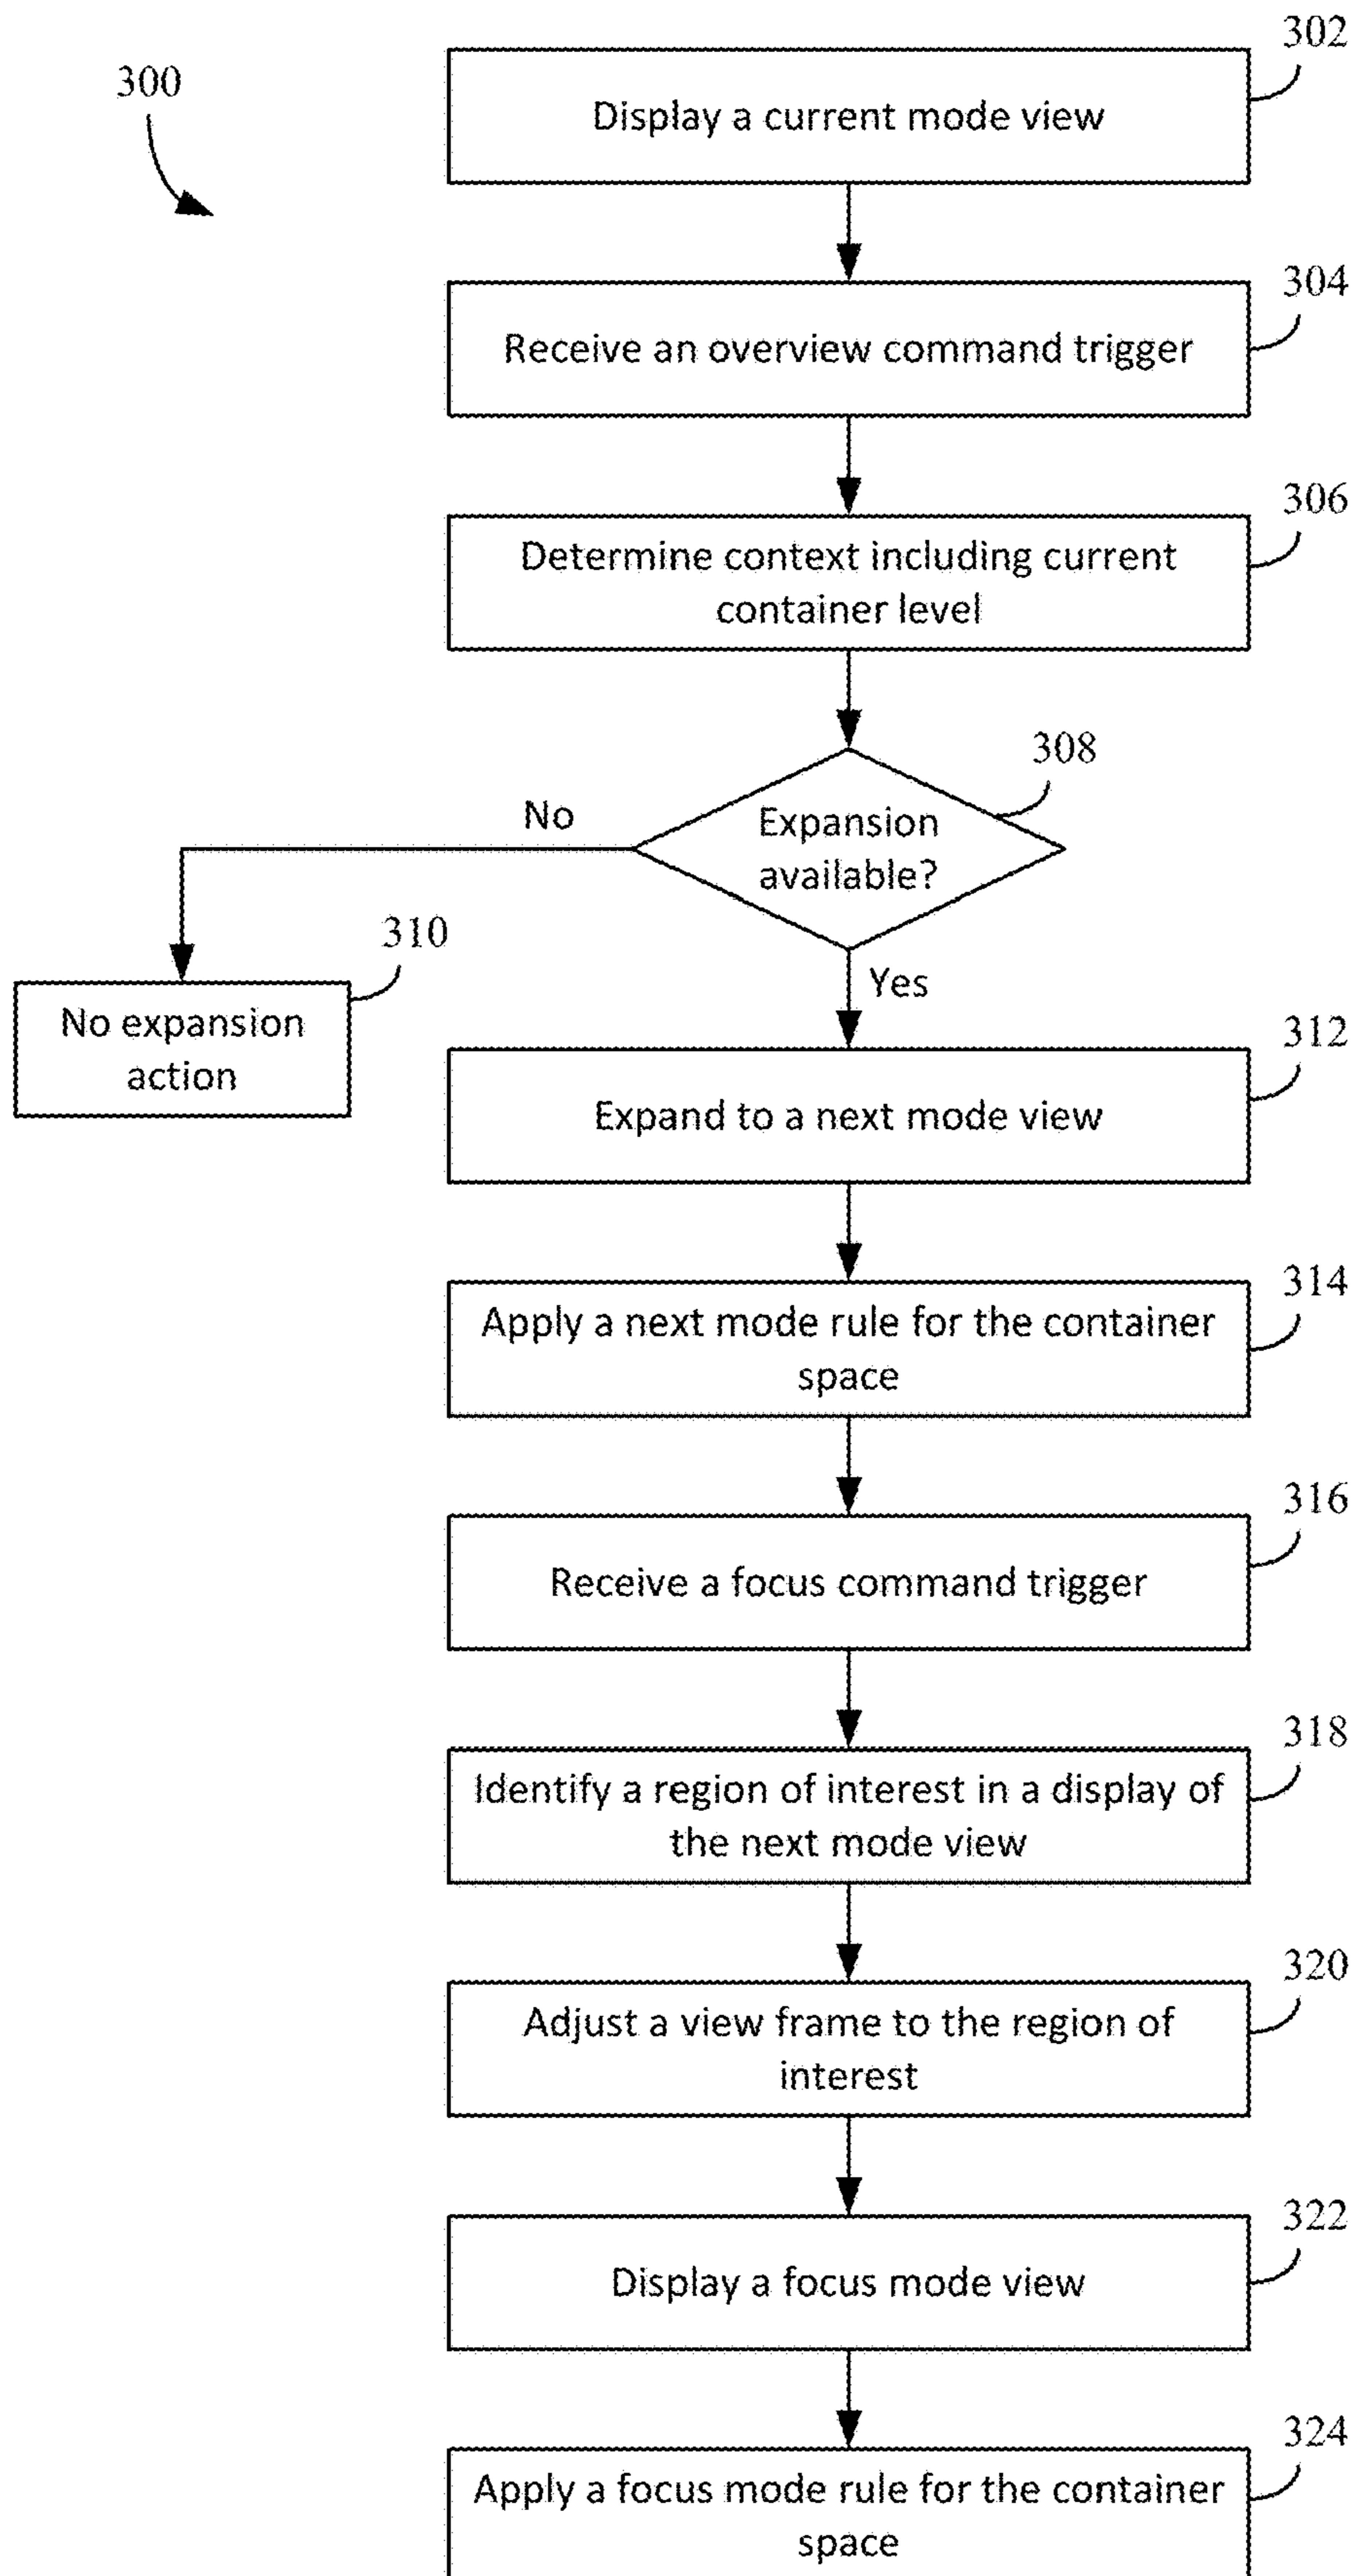 302
300
Display a current mode view
304
Receive an overview command trigger
306
Determine context including current
container level
308
No
Expansion
available?
310
Yes
No expansion
action
312
Expand to a next mode view
314
Apply a next mode rule for the container
space
316
Receive a focus command trigger
318
Identify a region of interest in a display of
the next mode view
320
Adjust a view frame to the region of
interest
322
Display a focus mode view
324
Apply a focus mode rule for the container
space